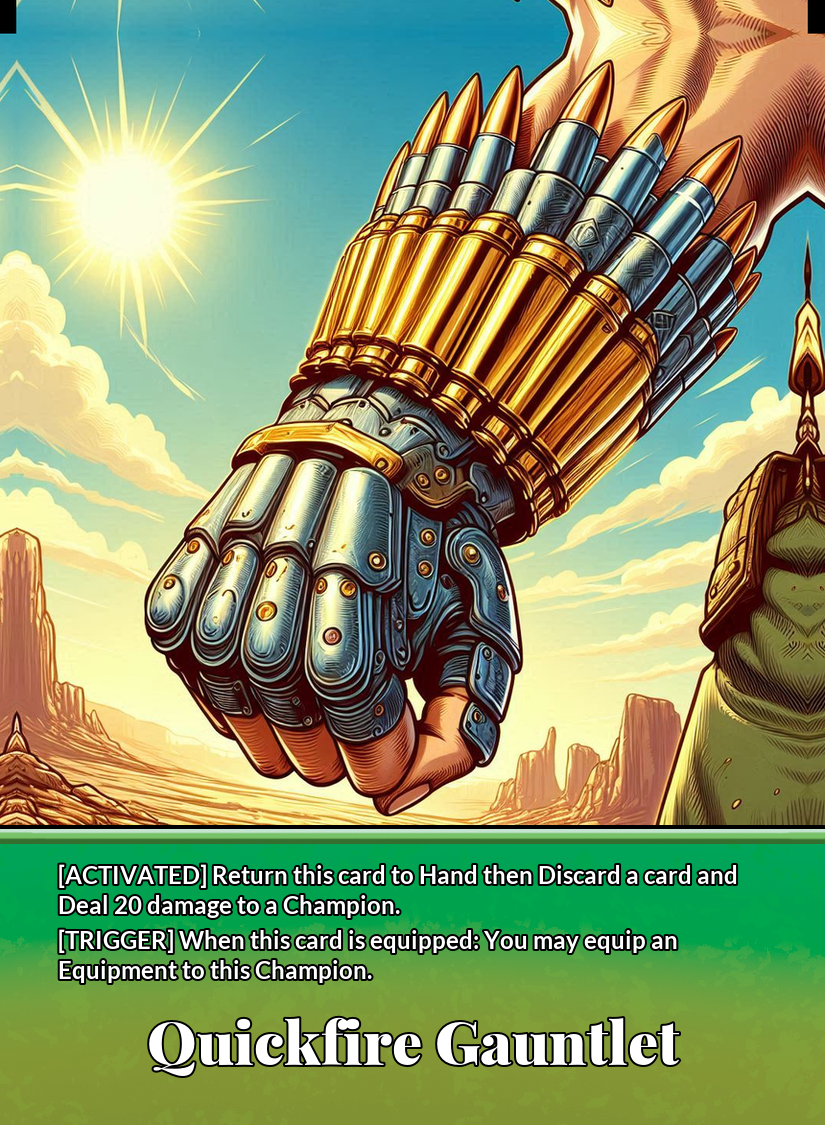 [ACTIVATED] Return this card to Hand then Discard a card and
Deal 20 damage to a Champion.
[TRIGGER] When this card is equipped: You may equip an
Equipment to this Champion.
Quickfire Gauntlet